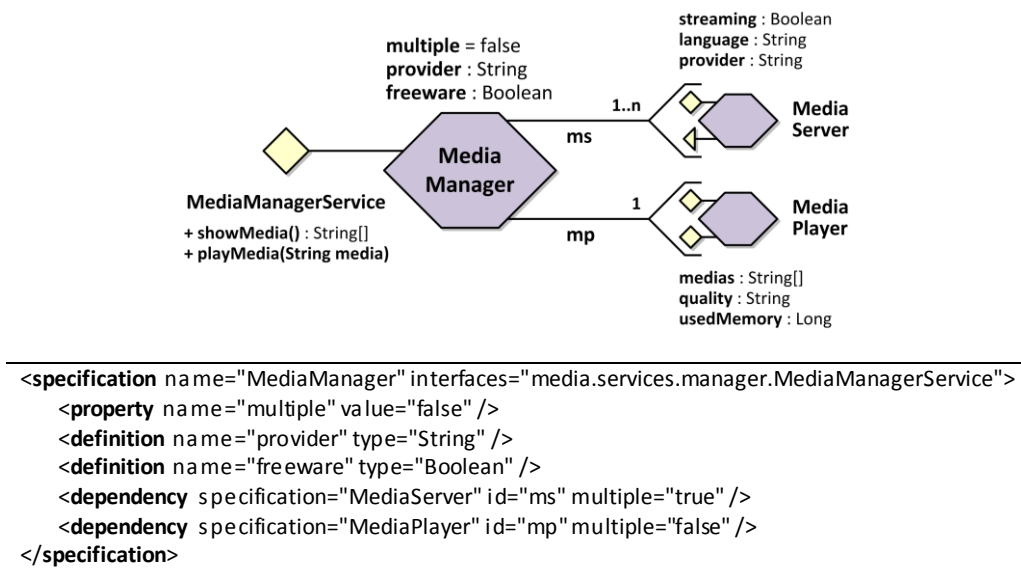 streaming : Boolean
language : String
provider : String
multiple = false
provider : String
freeware : Boolean
1..n
ms
Media
Server
Media
Manager
MediaManagerService
+ showMedia() : String[]
+ playMedia(String media)
1
mp
Media
Player
medias : String[]
quality : String
usedMemory : Long
<specification name="MediaManager" interfaces="media.services.manager.MediaManagerService">
<property name="multiple" value="false" />
<definition name="provider" type="String" />
<definition name="freeware" type="Boolean" />
<dependency specification="MediaServer" id="ms" multiple="true" />
<dependency specification="MediaPlayer" id="mp" multiple="false" />
</specification>